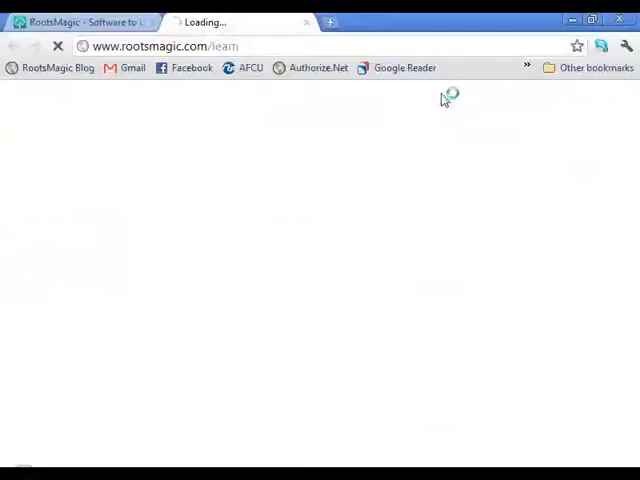 RootsMagic - Software to U
Loading...
www.rootsmagic.com/learn
RootsMagic Blog
Gmail
Facebook
AFCU
Authorize.Net
Google Reader
»
Other bookmarks